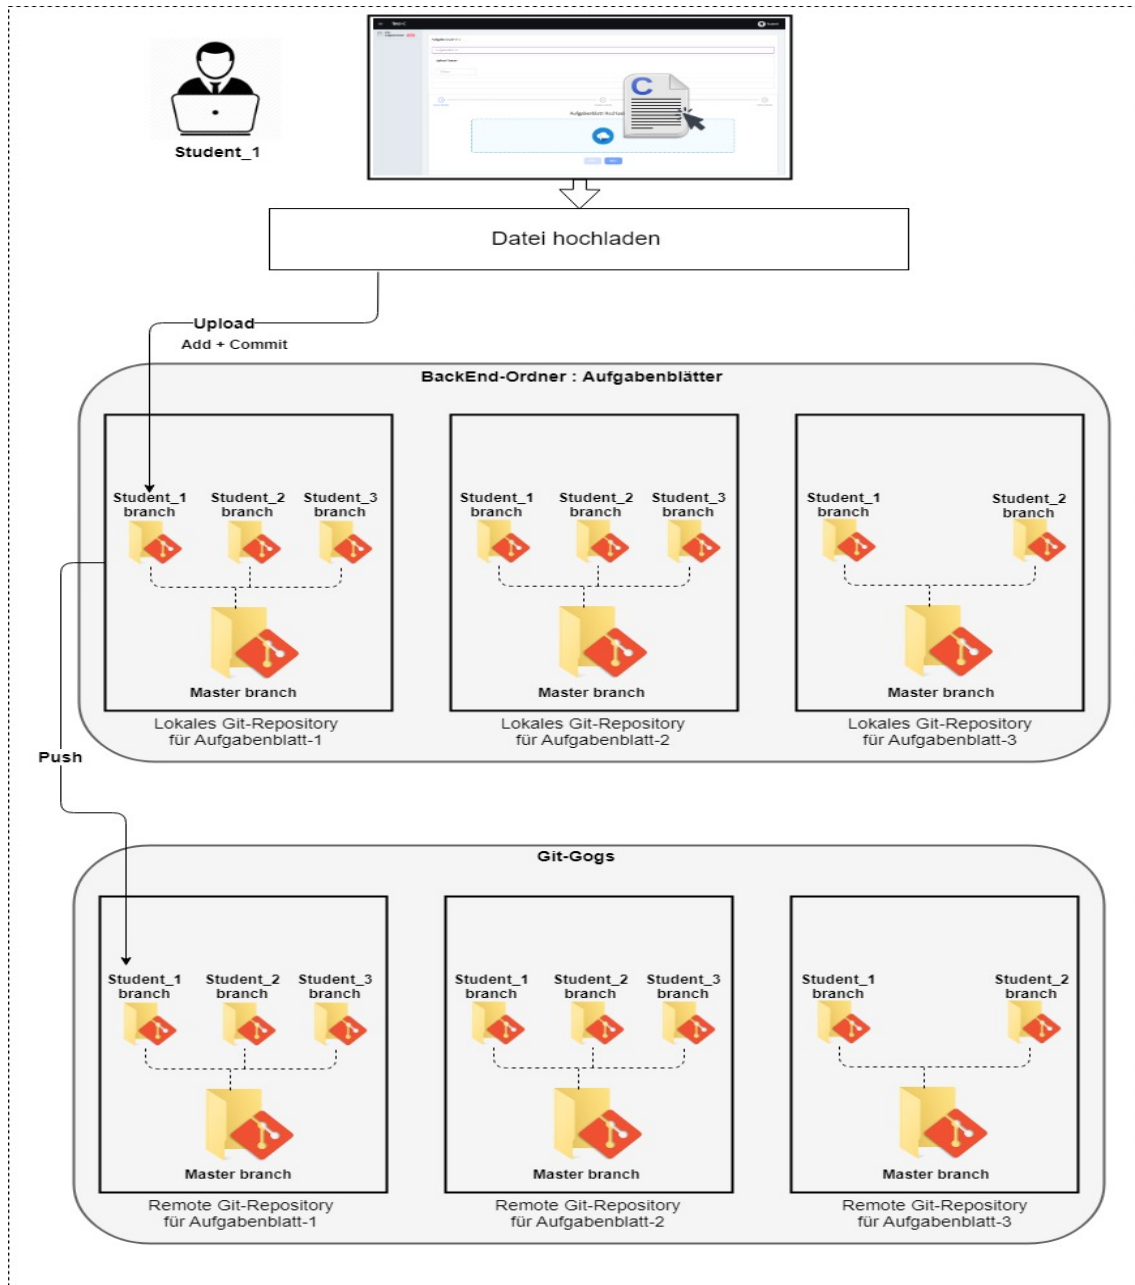 Student_1
C
Datei hochladen
Upload
Add + Commit
BackEnd-Ordner : Aufgabenblätter
Student_1
branch
Student_2
branch
Student_3
branch
Master branch
Lokales Git-Repository
für Aufgabenblatt-1
Student_1
branch
Student_2
branch
Student_3
branch
Master branch
Lokales Git-Repository
für Aufgabenblatt-2
Student_1
branch
Student_2
branch
Master branch
Lokales Git-Repository
für Aufgabenblatt-3
Push
Git-Gogs
Student_1
branch
Student_2
branch
Student_3
branch
Master branch
Remote Git-Repository
für Aufgabenblatt-1
Student_1
branch
Student_2
branch
Student_3
branch
Master branch
Remote Git-Repository
für Aufgabenblatt-2
Student_1
branch
Student_2
branch
Master branch
Remote Git-Repository
für Aufgabenblatt-3